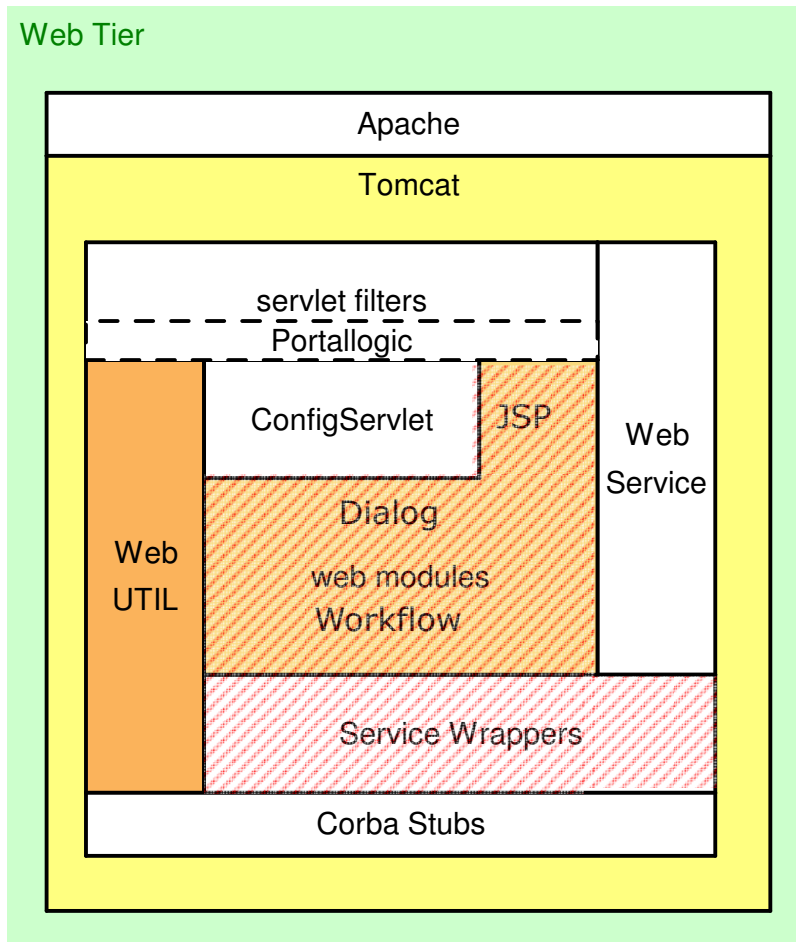 Web Tier
Apache
Tomcat
servlet filters
Portallogic
ConfigServlet
JSP
Web
Service
Dialog
Web
UTIL
web modules
Workflow
Service Wrappers
Corba Stubs